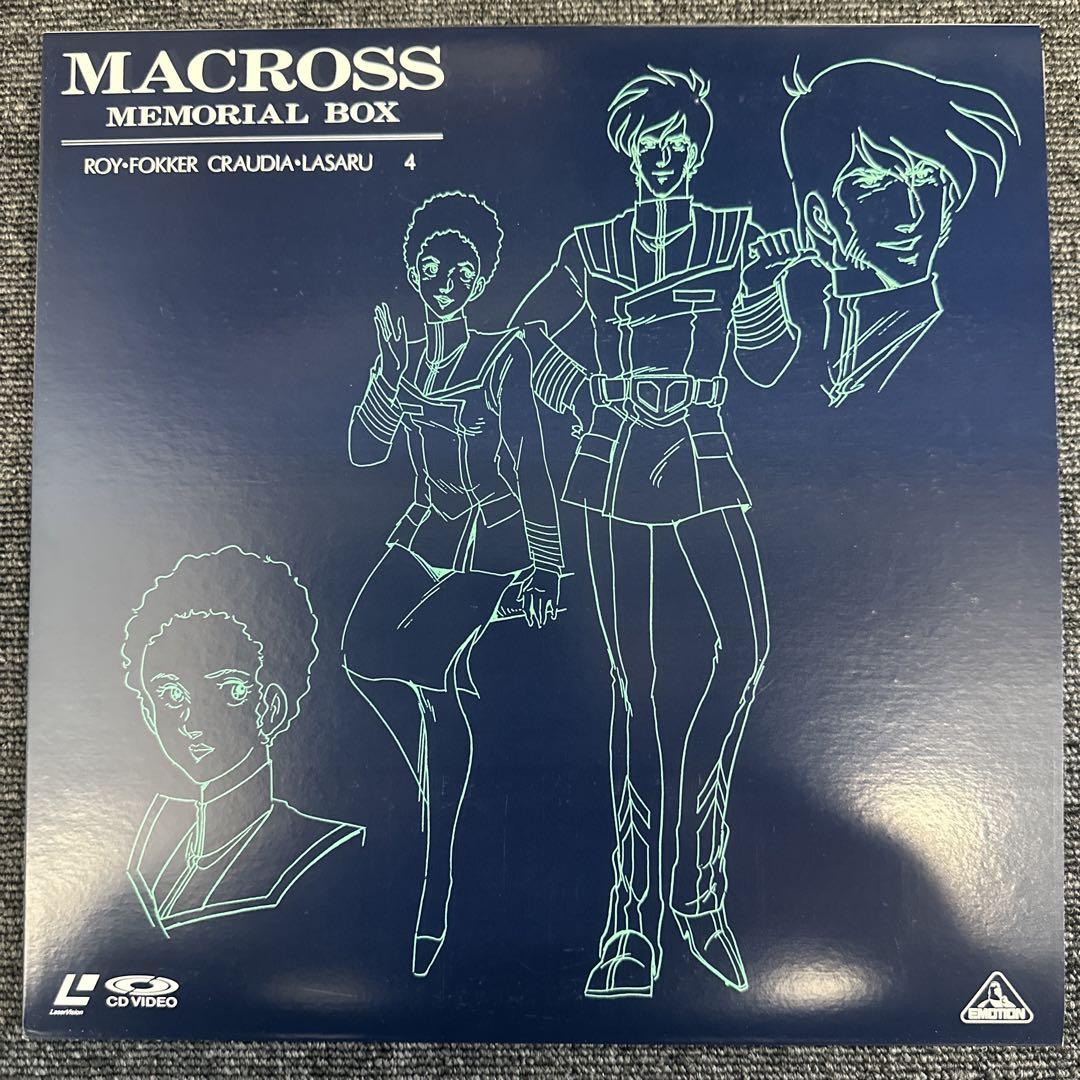 MACROSS
MEMORIAL BOX
ROY・FOKKER CRAUDIA・LASARU 4
LaserVision
CD VIDEO
EMOTION